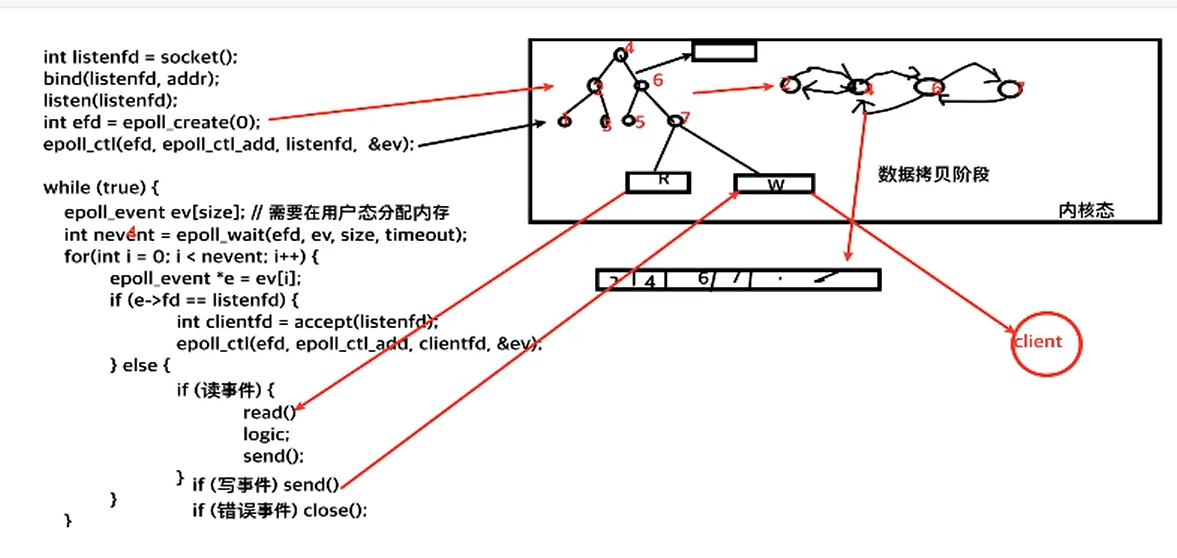 int listenfd = socket();
bind(listenfd, addr);
listen(listenfd);
int efd = epoll_create(0);
epoll_ctl(efd, epoll_ctl_add, listenfd, &ev);
while (true) {
epoll_event ev[size]; // 需要在用户态分配内存
int nevent = epoll_wait(efd, ev, size, timeout);
4
for(int i = 0; i < nevent; i++) {
epoll_event *e = ev[i];
if (e->fd == listenfd) {
int clientfd = accept(listenfd);
epoll_ctl(efd, epoll_ctl_add, clientfd, &ev);
} else {
if (读事件) {
read()
logic;
send();
} if (写事件) send()
} if (错误事件) close();
}
4
2 6
1 3 5 7
R W
2 4 6 7
数据拷贝阶段
内核态
2 4 6 7
client